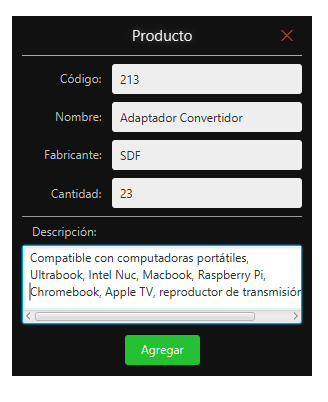 Producto
Código: 213
Nombre: Adaptador Convertidor
Fabricante: SDF
Cantidad: 23
Descripción:
Compatible con computadoras portátiles,
Ultrabook, Intel Nuc, Macbook, Raspberry Pi,
Chromebook, Apple TV, reproductor de transmisión
Agregar